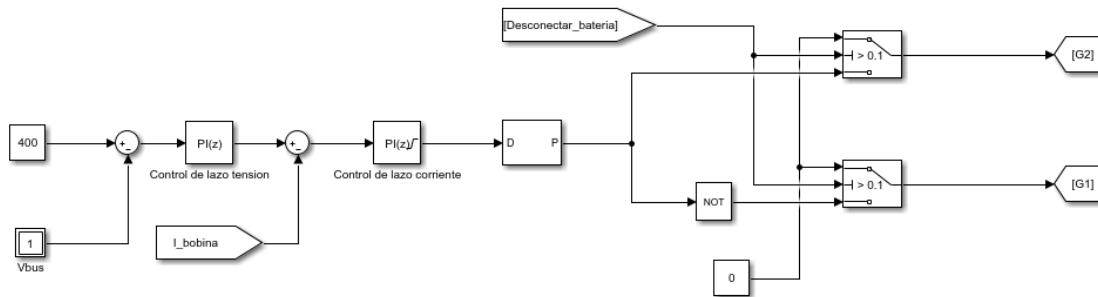 [Desconectar_bateria]
> 0.1
[G2]
400
+
−
PI(z)
Control de lazo tension
+
−
PI(z)
Control de lazo corriente
D
P
> 0.1
[G1]
NOT
1
Vbus
I_bobina
0